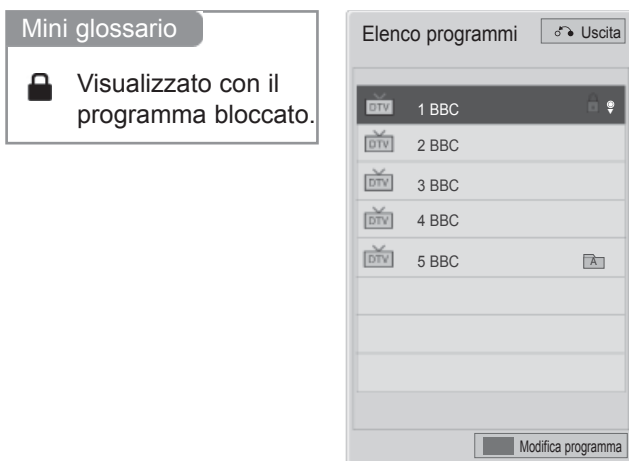 Mini glossario
Visualizzato con il
programma bloccato.
Elenco programmi
Uscita
DTV 1 BBC
DTV 2 BBC
DTV 3 BBC
DTV 4 BBC
DTV 5 BBC A
Modifica programma